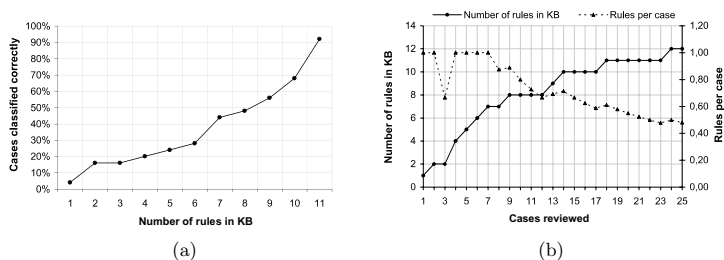 100%
90%
80%
70%
60%
50%
40%
30%
20%
10%
0%
Cases classified correctly
1 2 3 4 5 6 7 8 9 10 11
Number of rules in KB
(a)
Number of rules in KB Rules per case
14
12
10
8
6
4
2
0
Number of rules in KB
1,20
1,00
0,80
0,60
0,40
0,20
0,00
Rules per case
1 3 5 7 9 11 13 15 17 19 21 23 25
Cases reviewed
(b)